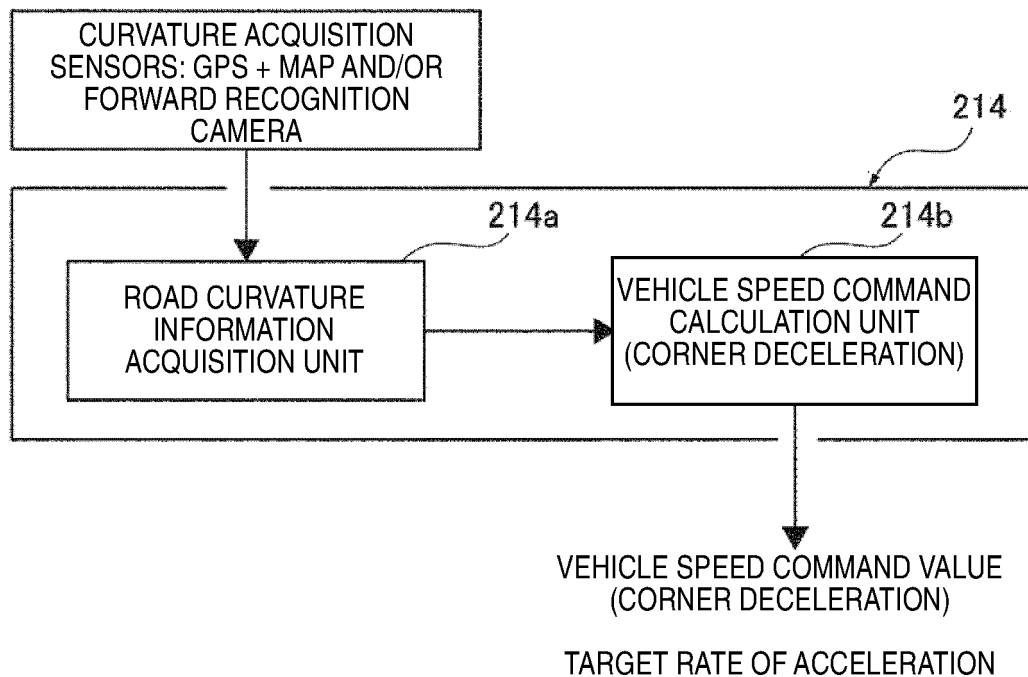 CURVATURE ACQUISITION
SENSORS: GPS + MAP AND/OR
FORWARD RECOGNITION
CAMERA
214
214a
214b
ROAD CURVATURE
INFORMATION
ACQUISITION UNIT
VEHICLE SPEED COMMAND
CALCULATION UNIT
(CORNER DECELERATION)
VEHICLE SPEED COMMAND VALUE
(CORNER DECELERATION)
TARGET RATE OF ACCELERATION